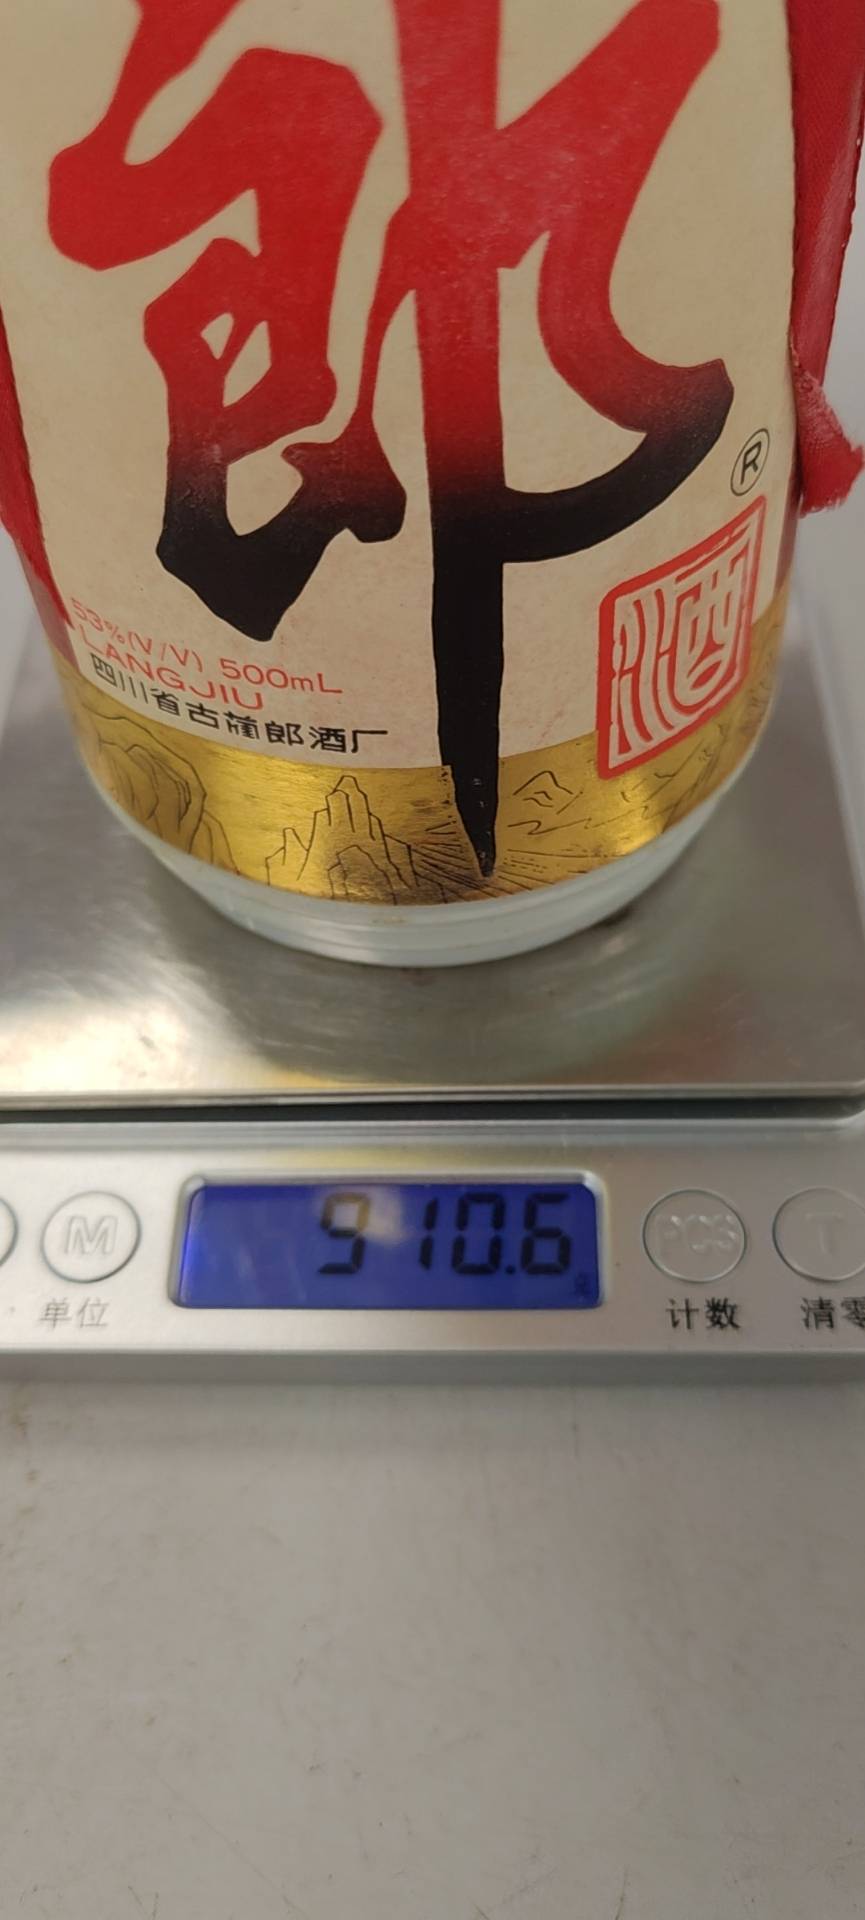 郎
®
酒
53%(V/V) 500mL
LANGJIU
四川省古蔺郎酒厂
910.6
M
PCS
T
单位
计数
清零